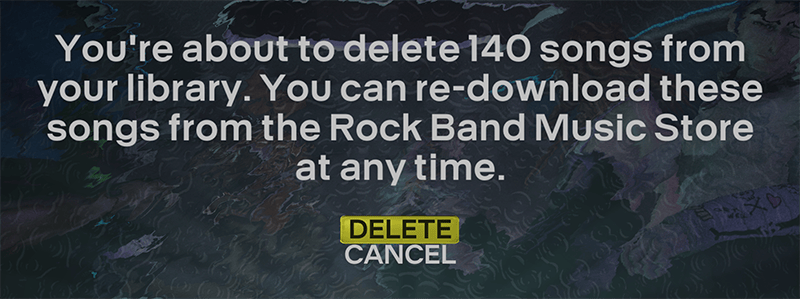 You're about to delete 140 songs from
your library. You can re-download these
songs from the Rock Band Music Store
at any time.
DELETE
CANCEL